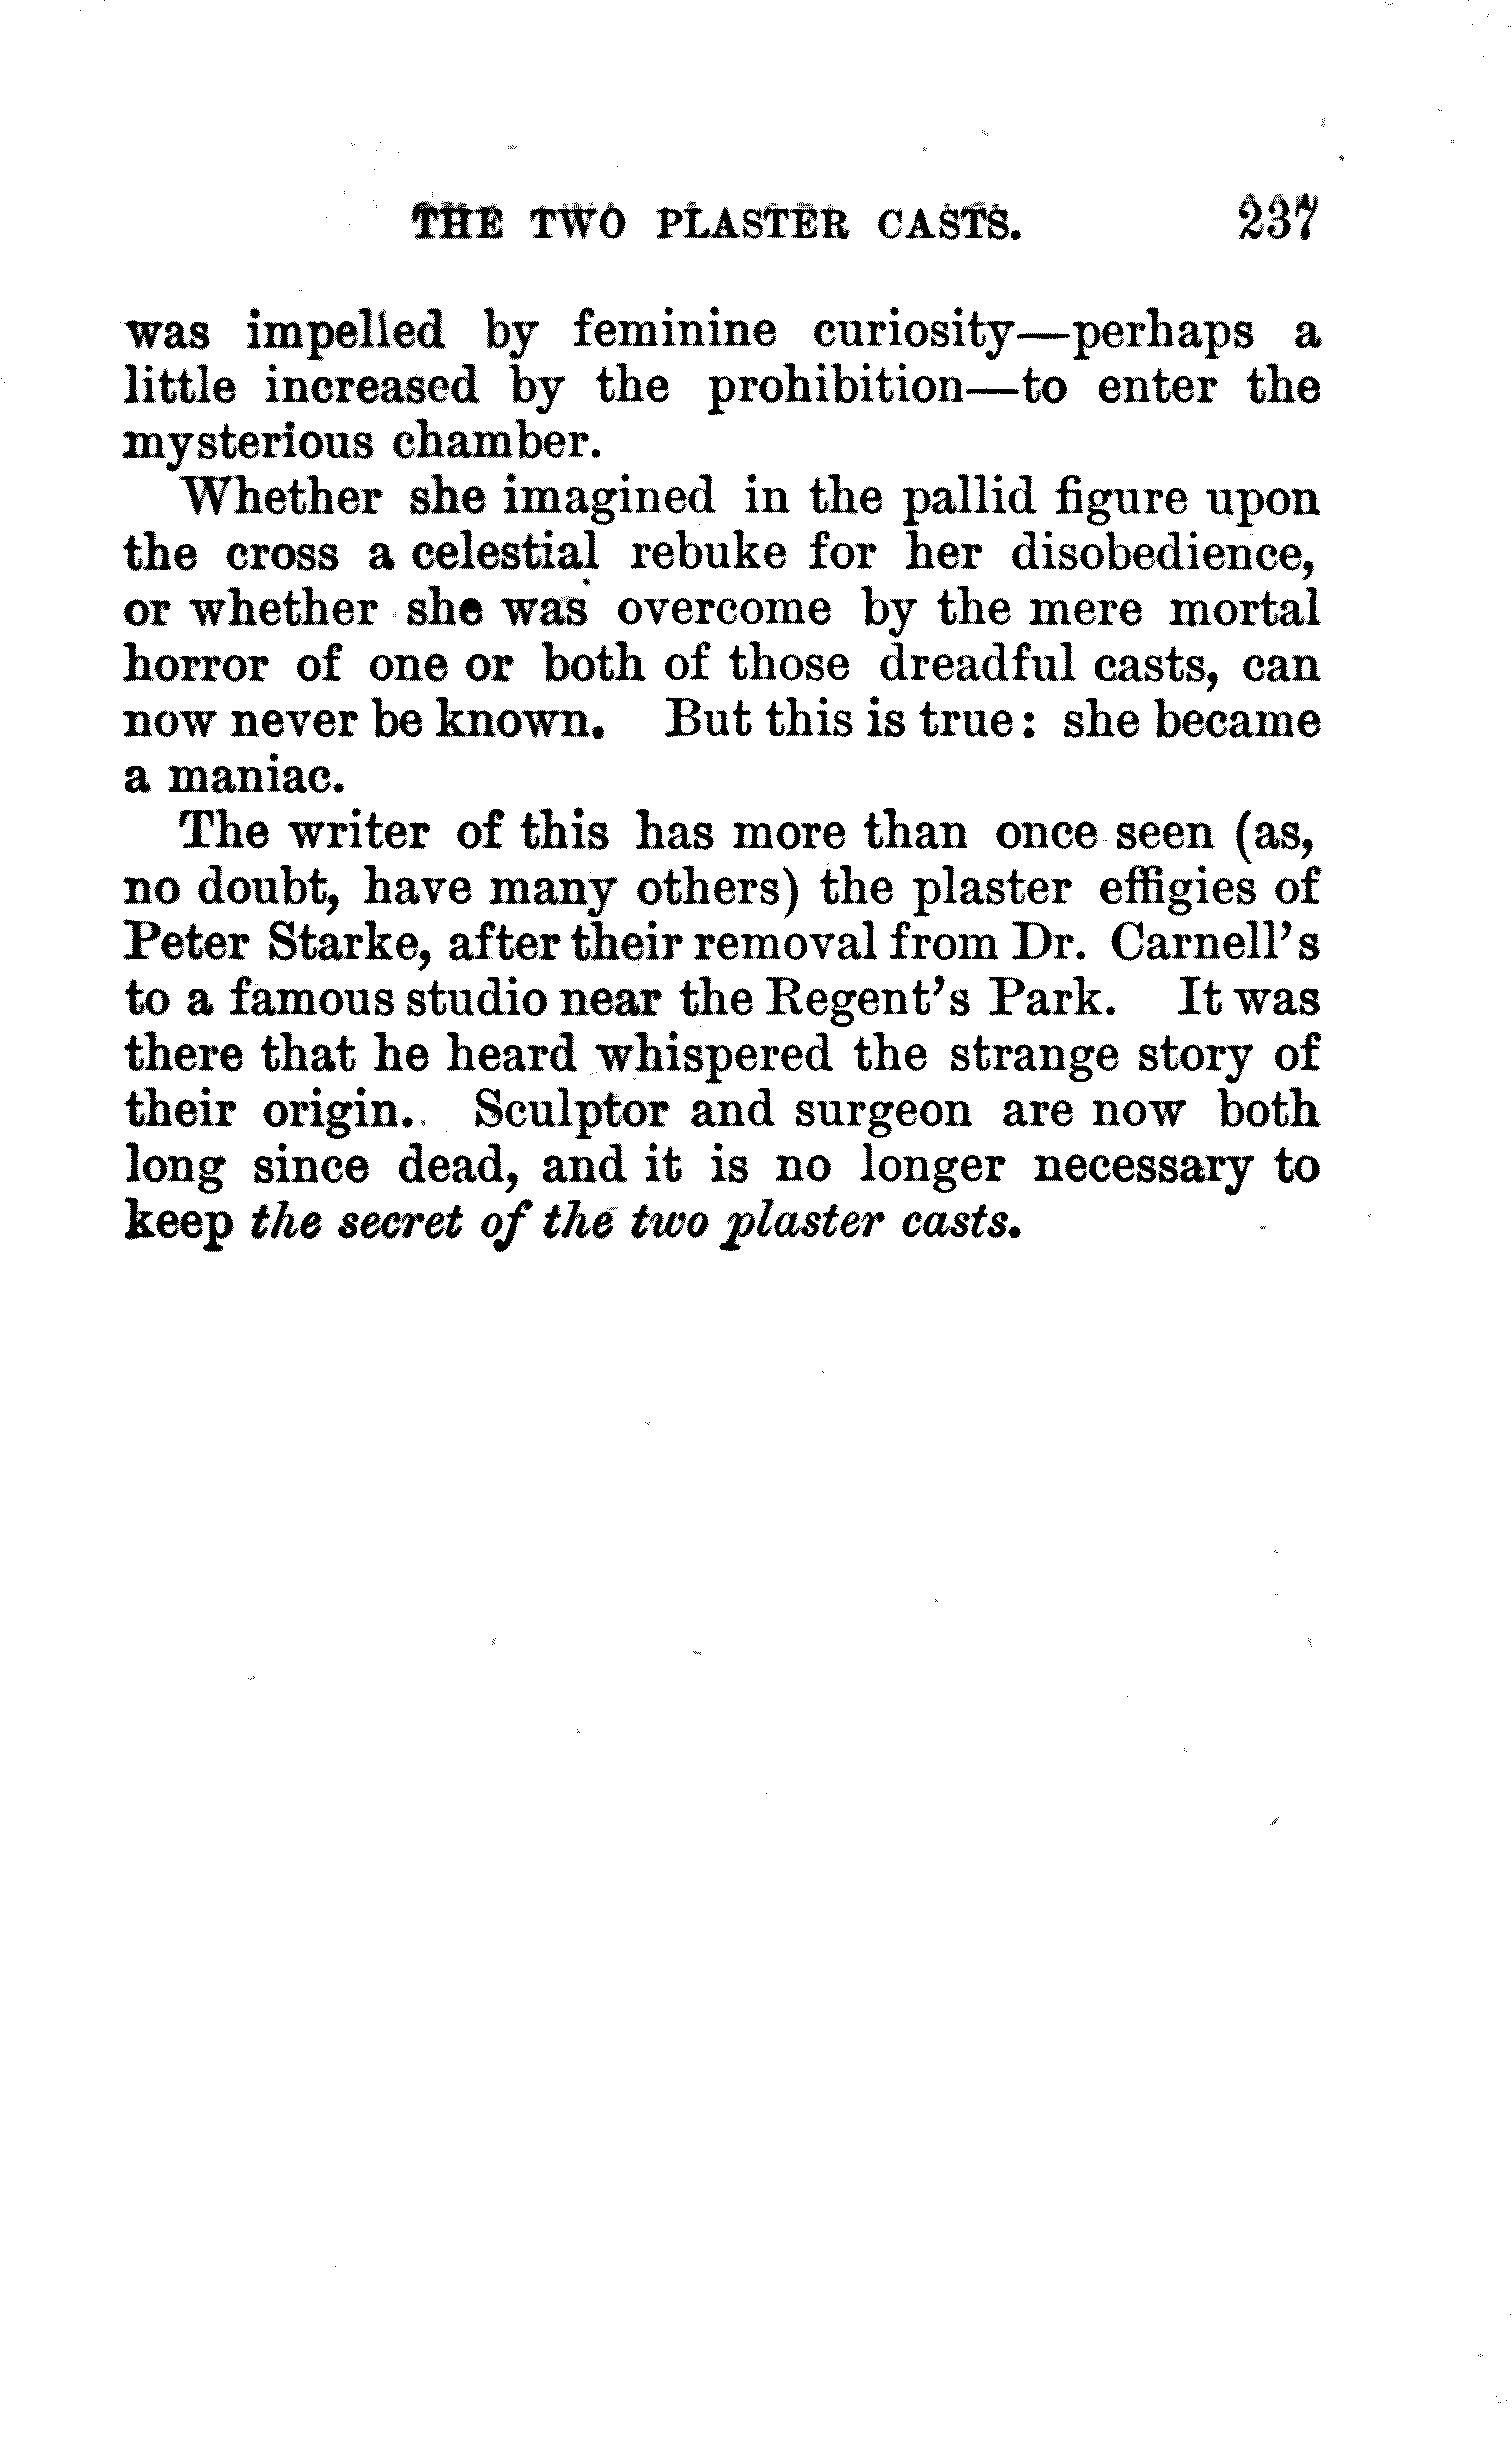 THE TWO PLASTER CASTS. 237
was impelled by feminine curiosity—perhaps a
little increased by the prohibition—to enter the
mysterious chamber.
Whether she imagined in the pallid figure upon
the cross a celestial rebuke for her disobedience,
or whether she was overcome by the mere mortal
horror of one or both of those dreadful casts, can
now never be known. But this is true: she became
a maniac.
The writer of this has more than once seen (as,
no doubt, have many others) the plaster effigies of
Peter Starke, after their removal from Dr. Carnell's
to a famous studio near the Regent's Park. It was
there that he heard whispered the strange story of
their origin. Sculptor and surgeon are now both
long since dead, and it is no longer necessary to
keep the secret of the two plaster casts.